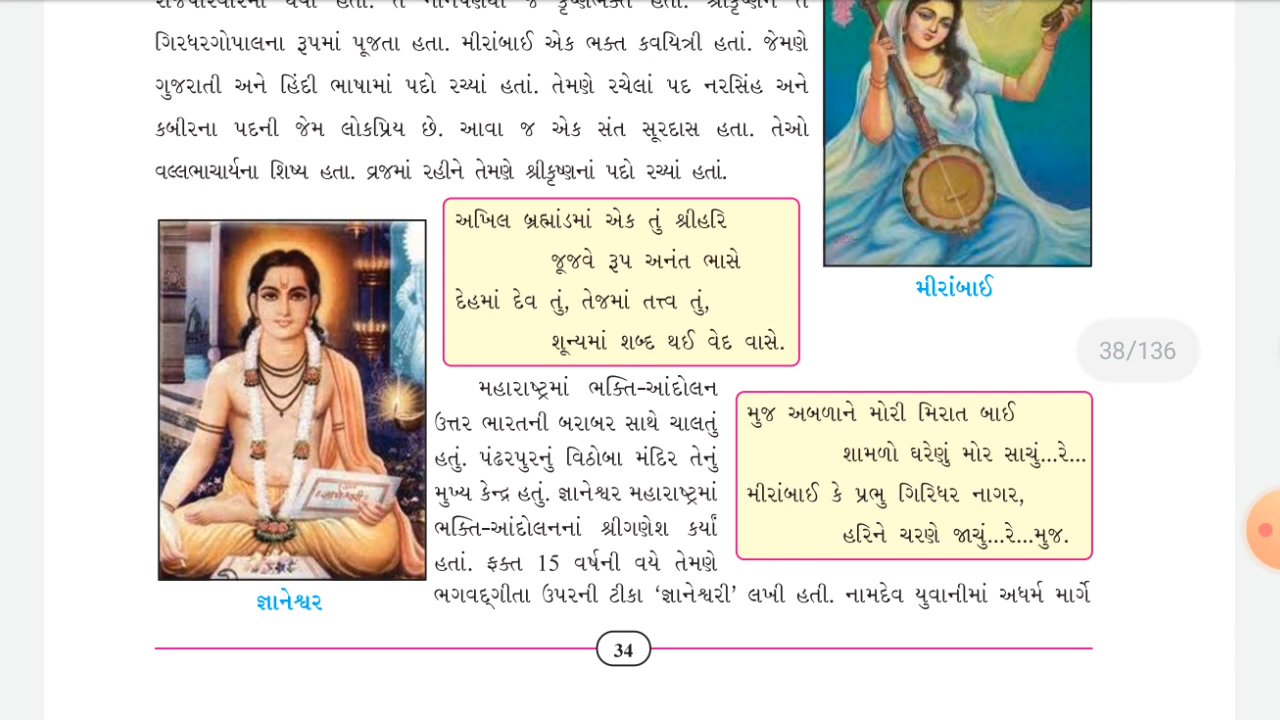 ગિરધરગોપાલના રૂપમાં પૂજતા હતા. મીરાંબાઈ એક ભક્ત કવયિત્રી હતાં. જેમણે
ગુજરાતી અને હિંદી ભાષામાં પદો રચ્યાં હતાં. તેમણે રચેલાં પદ નરસિંહ અને
કબીરના પદની જેમ લોકપ્રિય છે. આવા જ એક સંત સૂરદાસ હતા. તેઓ
વલ્લભાચાર્યના શિષ્ય હતા. વ્રજમાં રહીને તેમણે શ્રીકૃષ્ણનાં પદો રચ્યાં હતાં.
મીરાંબાઈ
અખિલ બ્રહ્માંડમાં એક તું શ્રીહરિ
જૂજવે રૂપ અનંત ભાસે
દેહમાં દેવ તું, તેજમાં તત્ત્વ તું,
શૂન્યમાં શબ્દ થઈ વેદ વાસે.
38/136
મહારાષ્ટ્રમાં ભક્તિ-આંદોલન
ઉત્તર ભારતની બરાબર સાથે ચાલતું
હતું. પંઢરપુરનું વિઠોબા મંદિર તેનું
મુખ્ય કેન્દ્ર હતું. જ્ઞાનેશ્વર મહારાષ્ટ્રમાં
ભક્તિ-આંદોલનનાં શ્રીગણેશ કર્યાં
હતાં. ફક્ત 15 વર્ષની વયે તેમણે
મુજ અબળાને મોરી મિરાત બાઈ
શામળો ઘરેણું મોર સાચું...રે...
મીરાંબાઈ કે પ્રભુ ગિરિધર નાગર,
હરિને ચરણે જાચું...રે...મુજ.
જ્ઞાનેશ્વર
ભગવદ્ગીતા ઉપરની ટીકા ‘જ્ઞાનેશ્વરી’ લખી હતી. નામદેવ યુવાનીમાં અધર્મ માર્ગે
34